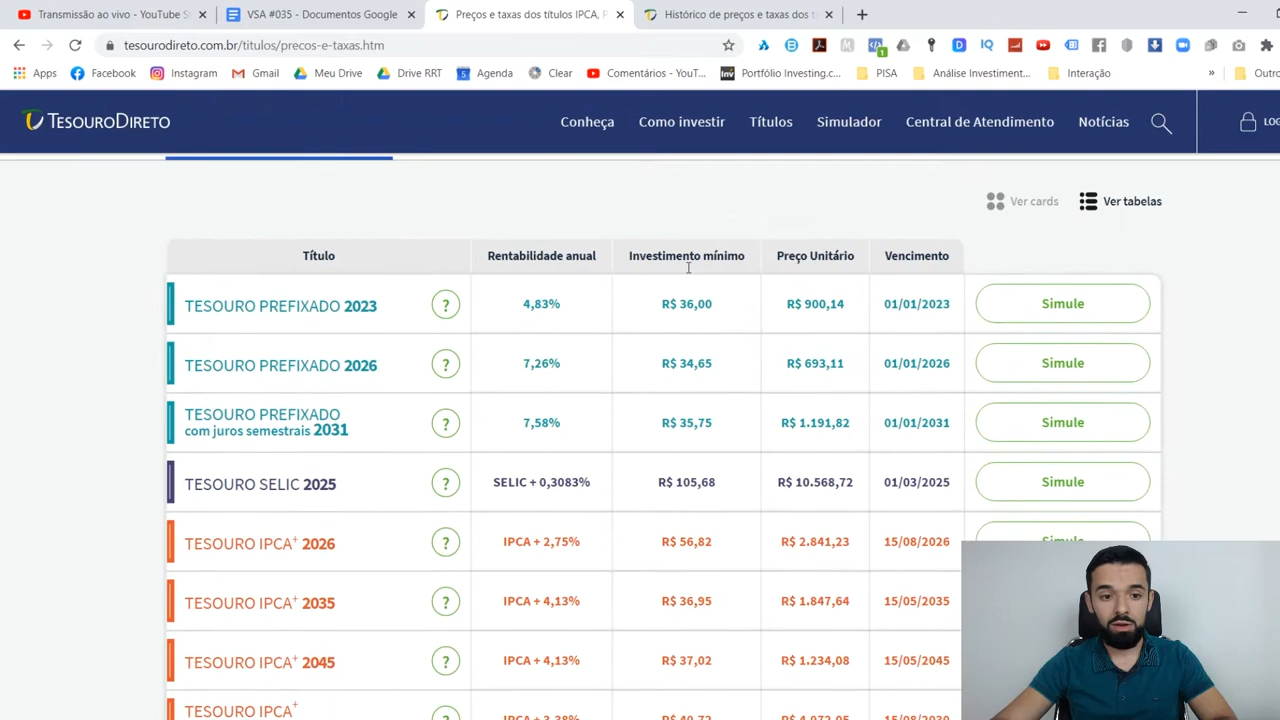 Transmissão ao vivo - YouTube S
VSA #035 - Documentos Google
Preços e taxas dos títulos IPCA, P
Histórico de preços e taxas dos t
tesourodireto.com.br/titulos/precos-e-taxas.htm
Apps
Facebook
Instagram
Gmail
Meu Drive
Drive RRT
Agenda
Clear
Comentários - YouT...
Portfólio Investing.c...
PISA
Análise Investiment...
Interação
Outro
TESOURODIRETO
Conheça
Como investir
Títulos
Simulador
Central de Atendimento
Notícias
LOG
Ver cards
Ver tabelas
Título Rentabilidade anual Investimento mínimo Preço Unitário Vencimento
TESOURO PREFIXADO 2023 ? 4,83% R$ 36,00 R$ 900,14 01/01/2023 Simule
TESOURO PREFIXADO 2026 ? 7,26% R$ 34,65 R$ 693,11 01/01/2026 Simule
TESOURO PREFIXADO
com juros semestrais 2031 ? 7,58% R$ 35,75 R$ 1.191,82 01/01/2031 Simule
TESOURO SELIC 2025 ? SELIC + 0,3083% R$ 105,68 R$ 10.568,72 01/03/2025 Simule
TESOURO IPCA+ 2026 ? IPCA + 2,75% R$ 56,82 R$ 2.841,23 15/08/2026 Simule
TESOURO IPCA+ 2035 ? IPCA + 4,13% R$ 36,95 R$ 1.847,64 15/05/2035
TESOURO IPCA+ 2045 ? IPCA + 4,13% R$ 37,02 R$ 1.234,08 15/05/2045
TESOURO IPCA+